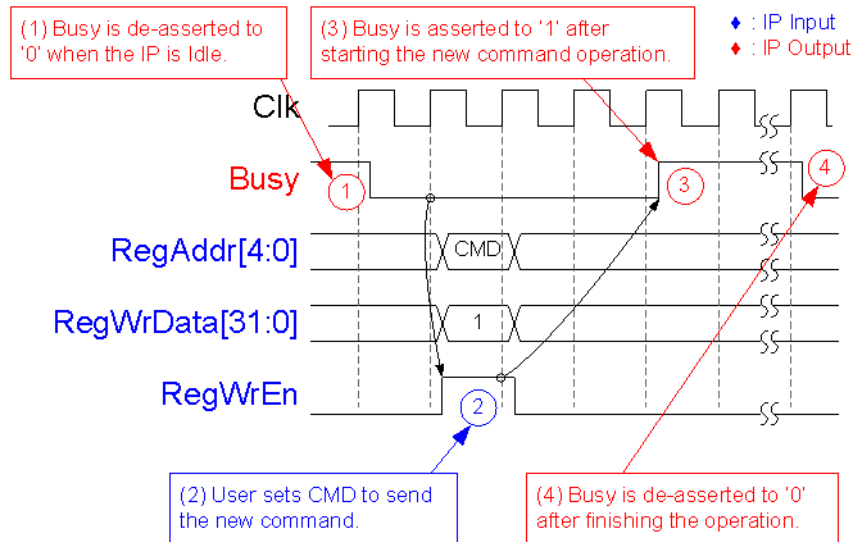 (1) Busy is de-asserted to
'0' when the IP is Idle.
(3) Busy is asserted to '1' after
starting the new command operation.
♦ : IP Input
♦ : IP Output
Clk
Busy
1
3
4
RegAddr[4:0]
CMD
RegWrData[31:0]
1
RegWrEn
2
(2) User sets CMD to send
the new command.
(4) Busy is de-asserted to '0'
after finishing the operation.